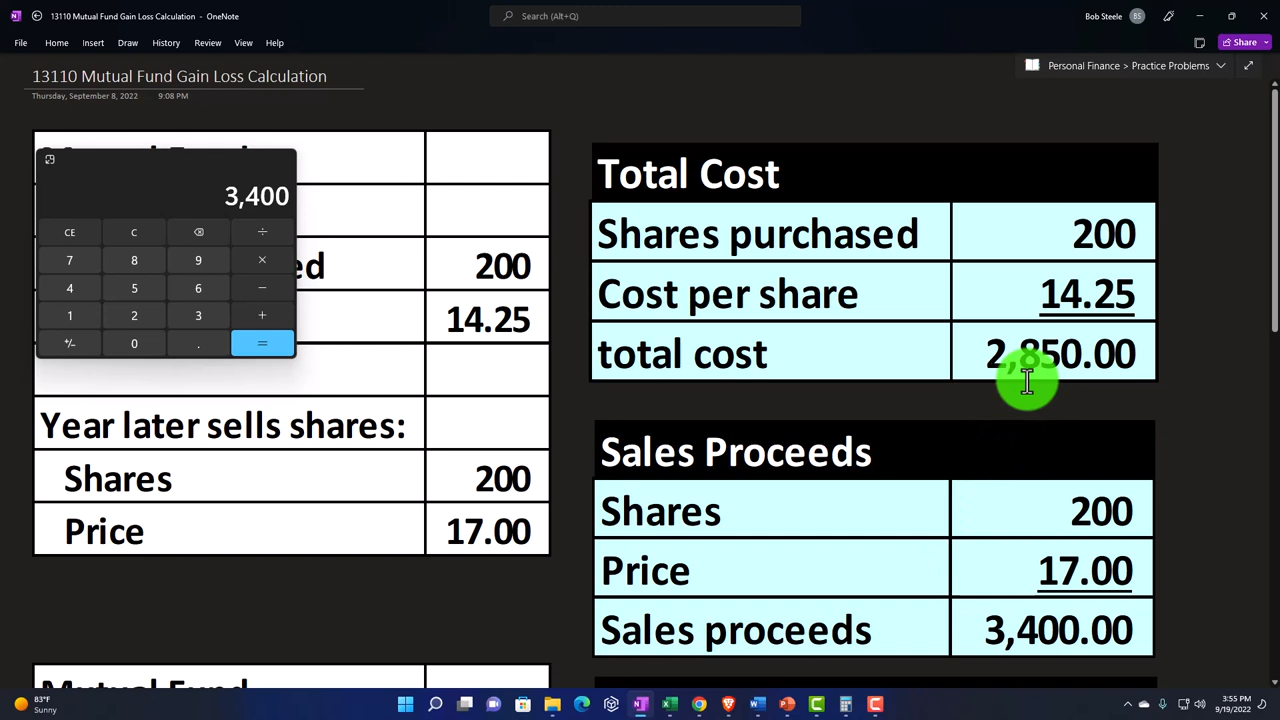 13110 Mutual Fund Gain Loss Calculation - OneNote
Search (Alt+Q)
Bob Steele BS
File Home Insert Draw History Review View Help
Share
13110 Mutual Fund Gain Loss Calculation
Thursday, September 8, 2022 9:08 PM
Personal Finance > Practice Problems
3,400
CE C ÷
7 8 9 ×
4 5 6 −
1 2 3 +
⁺/₋ 0 . =
ed 200
14.25
Year later sells shares:
Shares 200
Price 17.00
Mutual Fund
Total Cost
Shares purchased 200
Cost per share 14.25
total cost 2,850.00
Sales Proceeds
Shares 200
Price 17.00
Sales proceeds 3,400.00
83°F
Sunny
3:55 PM
9/19/2022